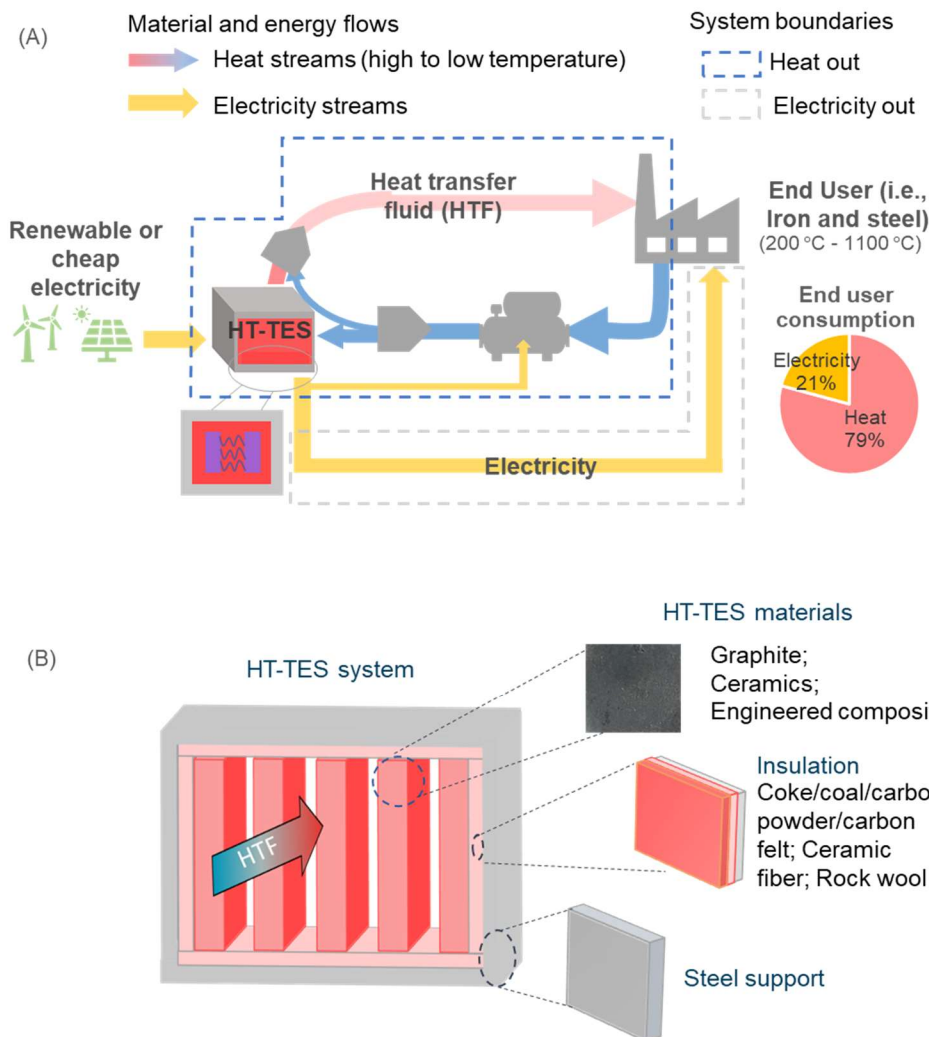 (A)
Material and energy flows
Heat streams (high to low temperature)
Electricity streams
System boundaries
Heat out
Electricity out
Renewable or
cheap
electricity
HT-TES
Heat transfer
fluid (HTF)
Electricity
End User (i.e.,
Iron and steel)
(200 °C - 1100 °C)
End user
consumption
Electricity
21%
Heat
79%
(B)
HT-TES system
HTF
HT-TES materials
Graphite;
Ceramics;
Engineered composi
Insulation
Coke/coal/carbo
powder/carbon
felt; Ceramic
fiber; Rock wool
Steel support